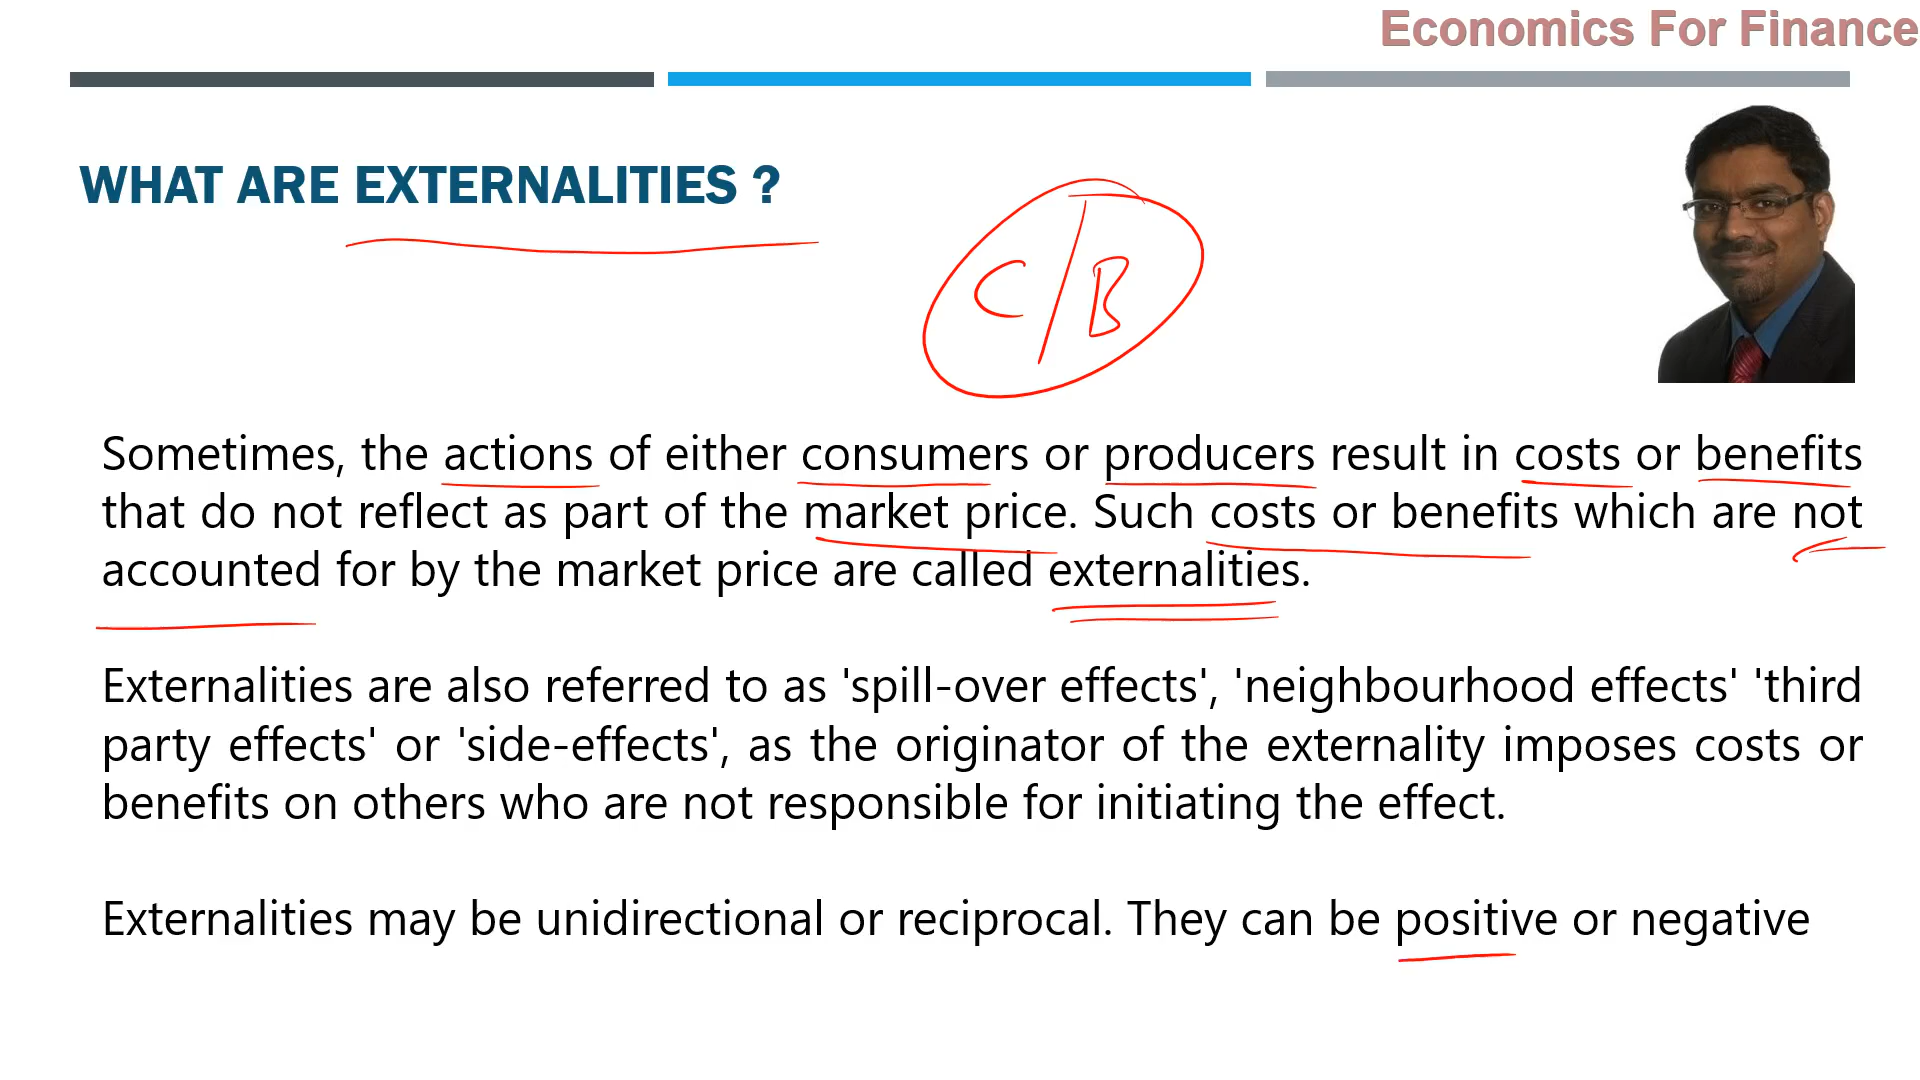 Economics For Finance
WHAT ARE EXTERNALITIES ?
C/B
Sometimes, the actions of either consumers or producers result in costs or benefits
that do not reflect as part of the market price. Such costs or benefits which are not
accounted for by the market price are called externalities.
Externalities are also referred to as 'spill-over effects', 'neighbourhood effects' 'third
party effects' or 'side-effects', as the originator of the externality imposes costs or
benefits on others who are not responsible for initiating the effect.
Externalities may be unidirectional or reciprocal. They can be positive or negative